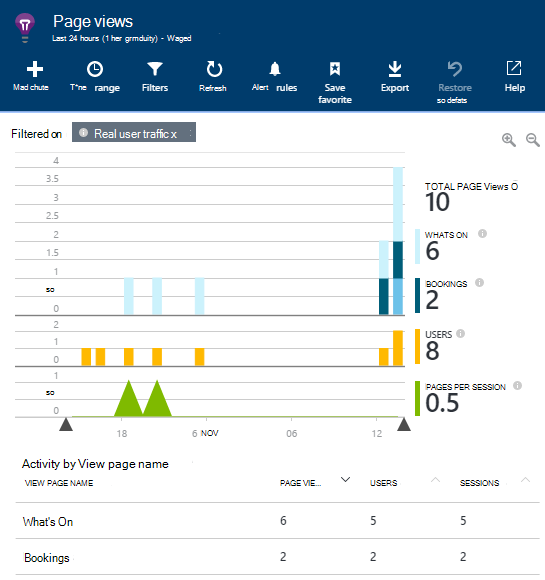 Page views
Last 24 hours (1 her grmduity) - Waged
Mad chute
T*ne range
Filters
Refresh
Alert rules
Save favorite
Export
Restore so defats
Help
Filtered on
Real user traffic x
4
3.5
3
2.5
2
1.5
1
so
0
TOTAL PAGE Views O
10
WHATS ON
6
BOOKINGS
2
2
1
0
USERS
8
1
so
0
PAGES PER SESSION
0.5
18
6 NOV
06
12
Activity by View page name
VIEW PAGE NAME PAGE VIE... USERS SESSIONS
What's On 6 5 5
Bookings 2 2 2